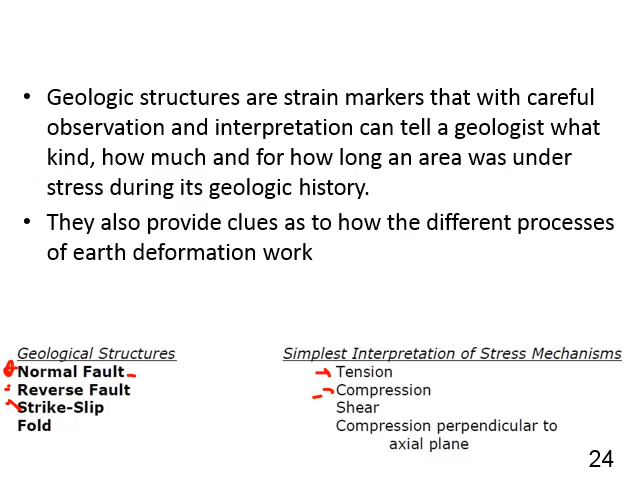 • Geologic structures are strain markers that with careful
observation and interpretation can tell a geologist what
kind, how much and for how long an area was under
stress during its geologic history.
• They also provide clues as to how the different processes
of earth deformation work
Geological Structures Simplest Interpretation of Stress Mechanisms
Normal Fault Tension
Reverse Fault Compression
Strike-Slip Shear
Fold Compression perpendicular to
axial plane
24